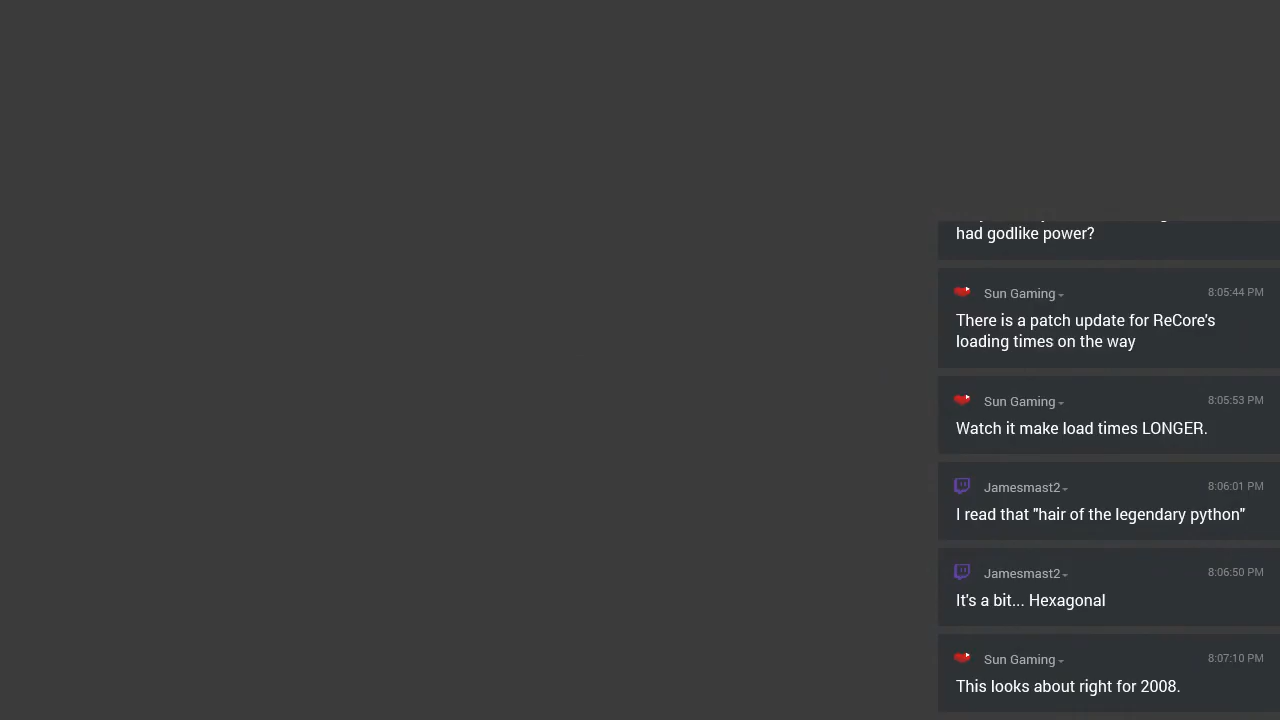 had godlike power?
Sun Gaming
8:05:44 PM
There is a patch update for ReCore's
loading times on the way
Sun Gaming
8:05:53 PM
Watch it make load times LONGER.
Jamesmast2
8:06:01 PM
I read that "hair of the legendary python"
Jamesmast2
8:06:50 PM
It's a bit... Hexagonal
Sun Gaming
8:07:10 PM
This looks about right for 2008.